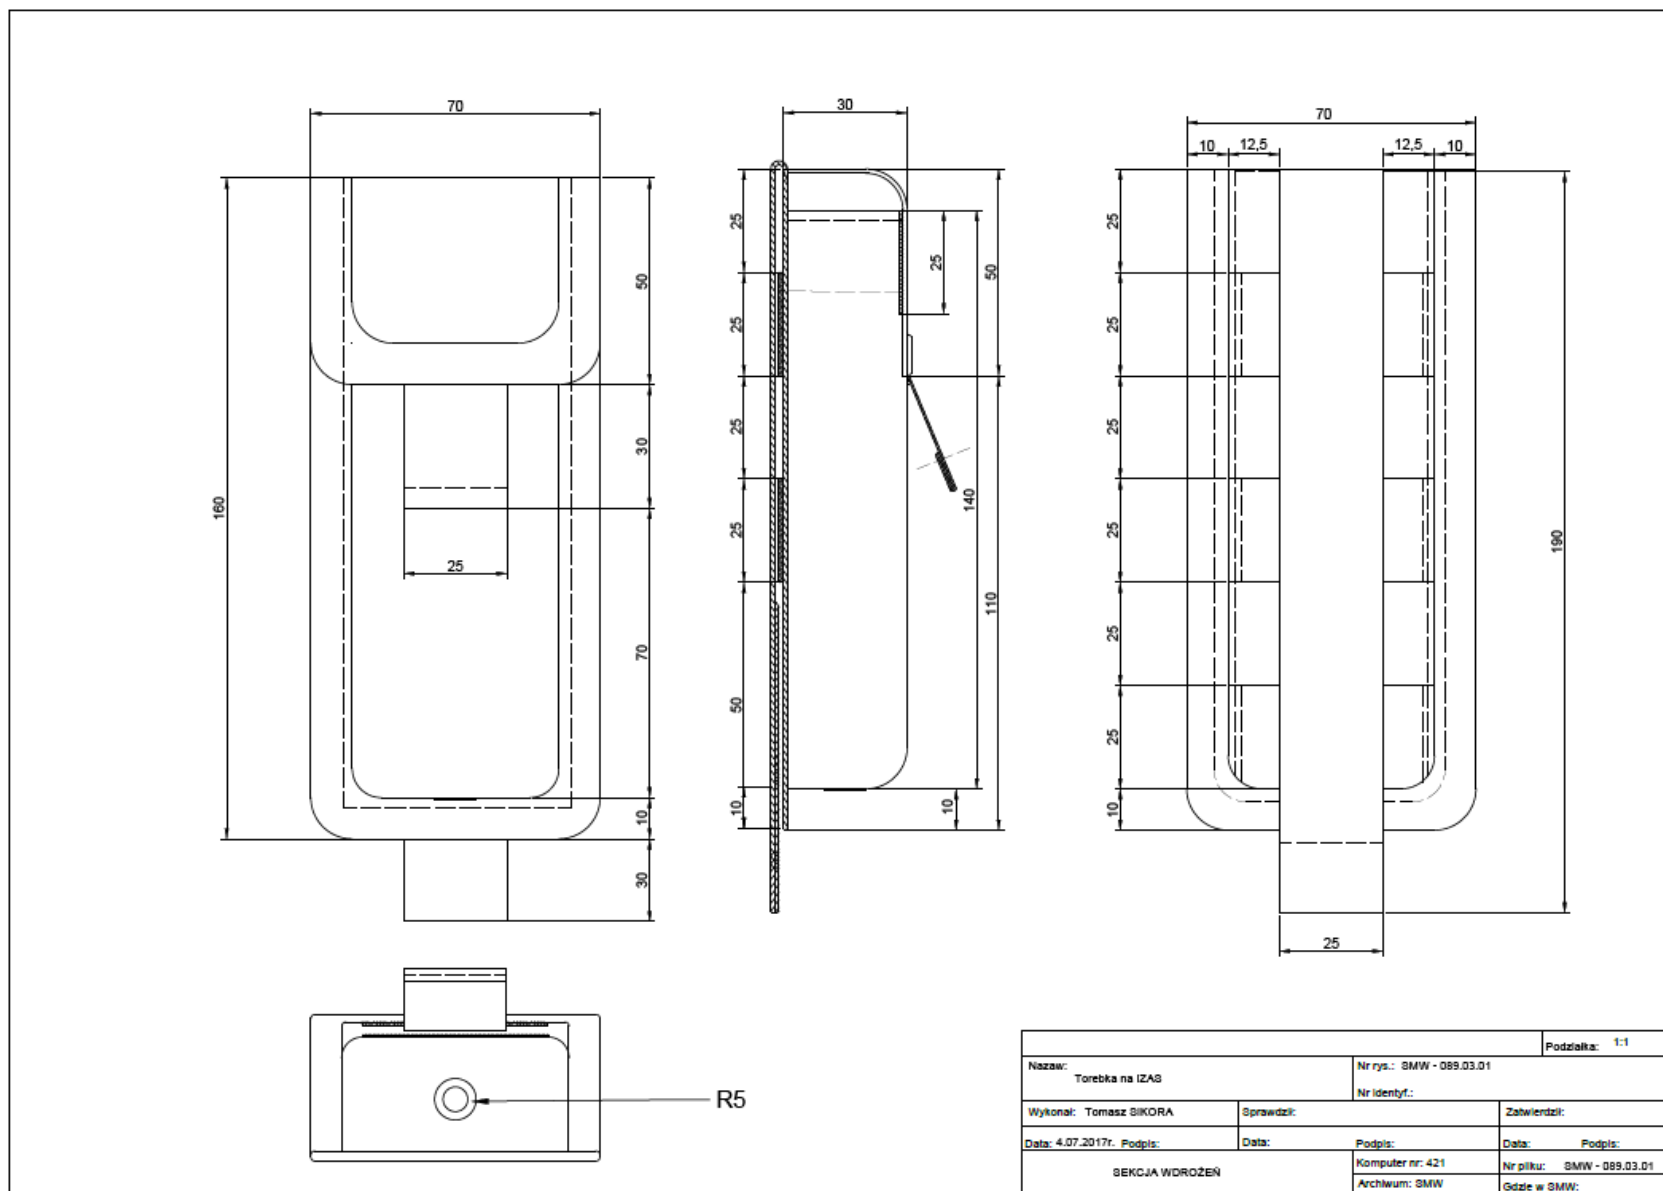 70
160
50
30
25
70
10
30
30
25
25
25
25
50
10
25
50
140
110
10
70
10
12,5
12,5
10
25
25
25
25
25
25
10
190
25
R5
Podziałka: 1:1
Nazaw:
Torebka na IZAS
Nr rys.: SMW - 089.03.01
Nr identyf.:
Wykonał: Tomasz SIKORA
Sprawdził:
Zatwierdził:
Data: 4.07.2017r. Podpis:
Data: Podpis:
Data: Podpis:
SEKCJA WDROŻEŃ
Komputer nr: 421
Nr pliku: SMW - 089.03.01
Archiwum: SMW
Gdzie w SMW: